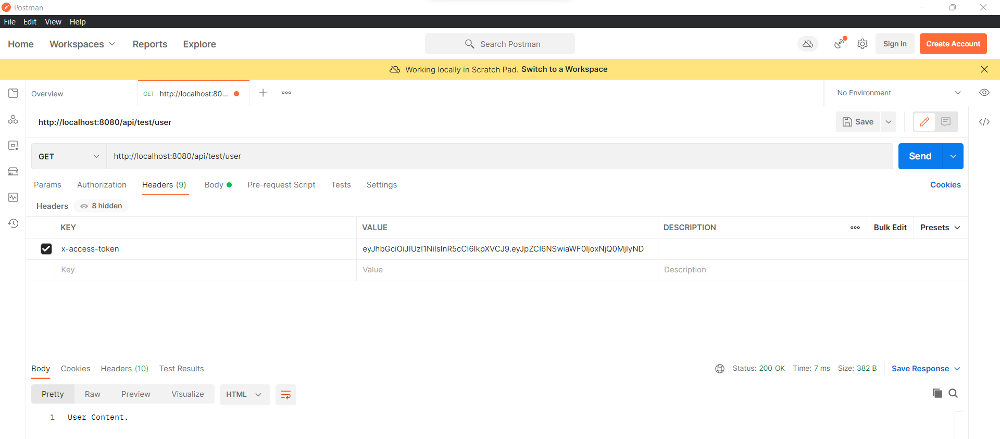 Postman
File Edit View Help
Home Workspaces Reports Explore Search Postman Sign In Create Account
Working locally in Scratch Pad. Switch to a Workspace
Overview GET http://localhost:80... No Environment
http://localhost:8080/api/test/user Save
GET http://localhost:8080/api/test/user Send
Params Authorization Headers (9) Body Pre-request Script Tests Settings Cookies
Headers 8 hidden
KEY VALUE DESCRIPTION Bulk Edit Presets
x-access-token eyJhbGciOiJIUzI1NiIsInR5cCI6IkpXVCJ9.eyJpZCI6NSwiaWF0IjoxNjQ0MjIyND
Key Value Description
Body Cookies Headers (10) Test Results Status: 200 OK Time: 7 ms Size: 382 B Save Response
Pretty Raw Preview Visualize HTML
1 User Content.